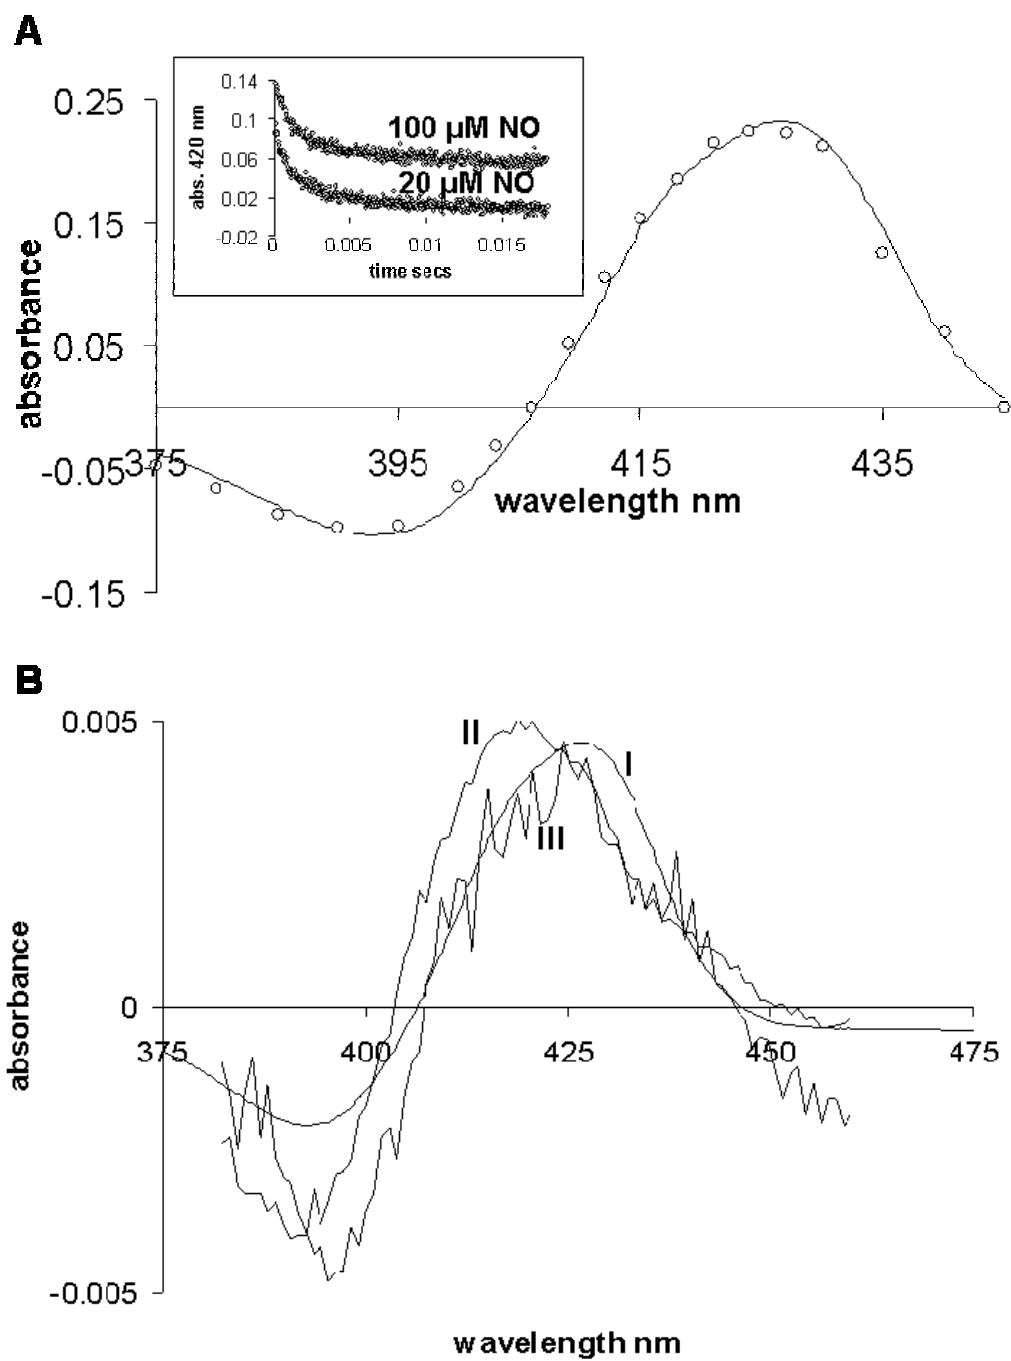 A
0.25
0.15
0.05
-0.05
-0.15
absorbance
375
395
415
435
wavelength nm
0.14
0.1
0.06
0.02
-0.02
abs. 420 nm
100 µM NO
20 µM NO
0
0.005
0.01
0.015
time secs
B
0.005
0
-0.005
absorbance
II
I
III
375
400
425
450
475
wavelength nm